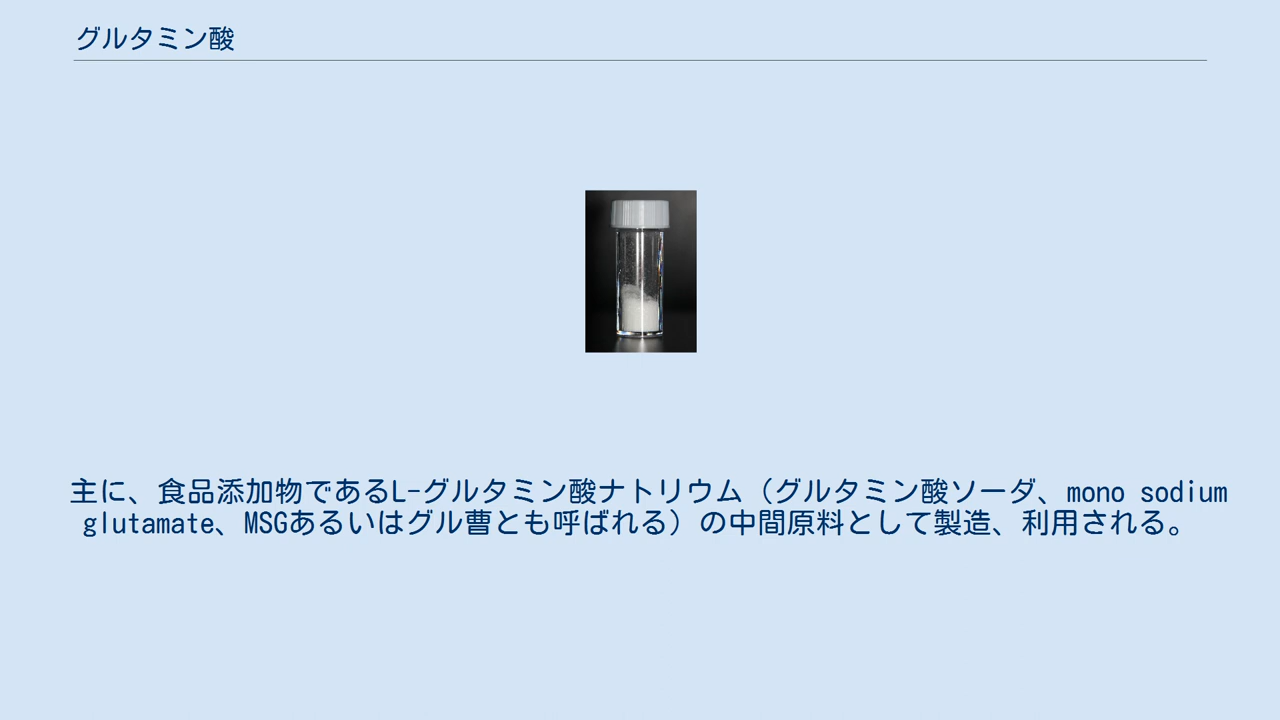 グルタミン酸
主に、食品添加物であるL-グルタミン酸ナトリウム（グルタミン酸ソーダ、mono sodium
glutamate、MSGあるいはグル曹とも呼ばれる）の中間原料として製造、利用される。